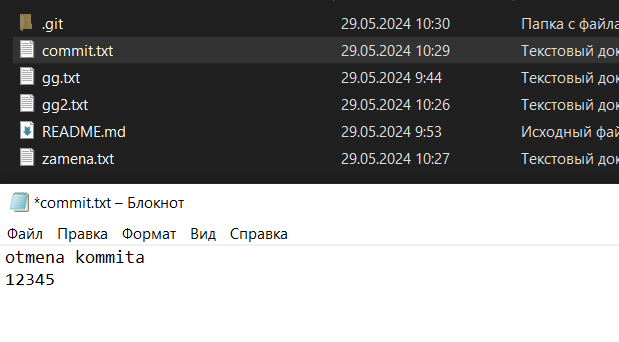 .git 29.05.2024 10:30 Папка с файла
commit.txt 29.05.2024 10:29 Текстовый док
gg.txt 29.05.2024 9:44 Текстовый док
gg2.txt 29.05.2024 10:26 Текстовый док
README.md 29.05.2024 9:53 Исходный фай
zamena.txt 29.05.2024 10:27 Текстовый док
*commit.txt – Блокнот
Файл Правка Формат Вид Справка
otmena kommita
12345